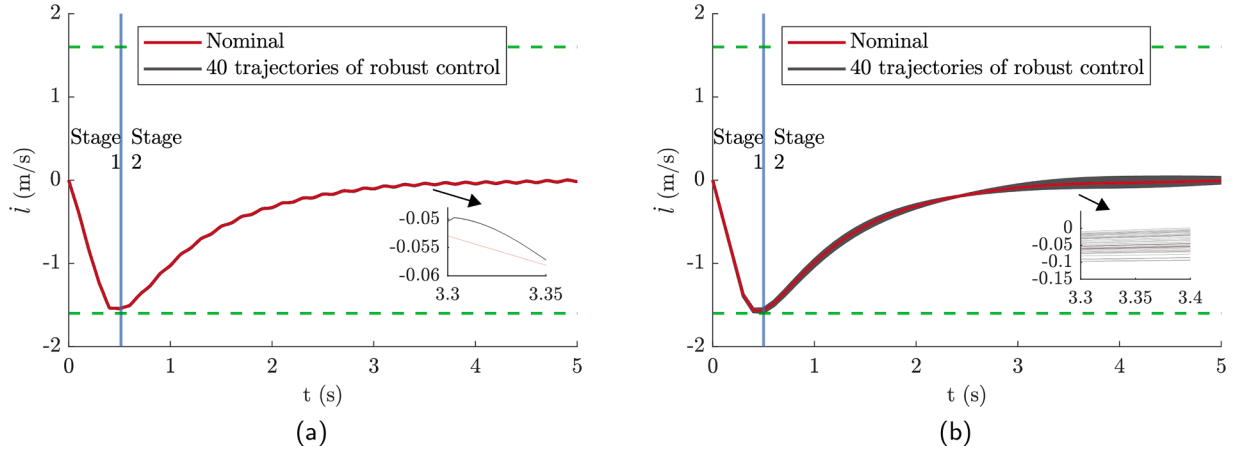 2
Nominal
40 trajectories of robust control
1
Stage
1
Stage
2
0
-0.05
-0.055
-0.06
3.3
3.35
-1
-2
0
1
2
3
4
5
i̇ (m/s)
t (s)
(a)
2
Nominal
40 trajectories of robust control
1
Stage
1
Stage
2
0
0
-0.05
-0.1
-0.15
3.3
3.35
3.4
-1
-2
0
1
2
3
4
5
i̇ (m/s)
t (s)
(b)